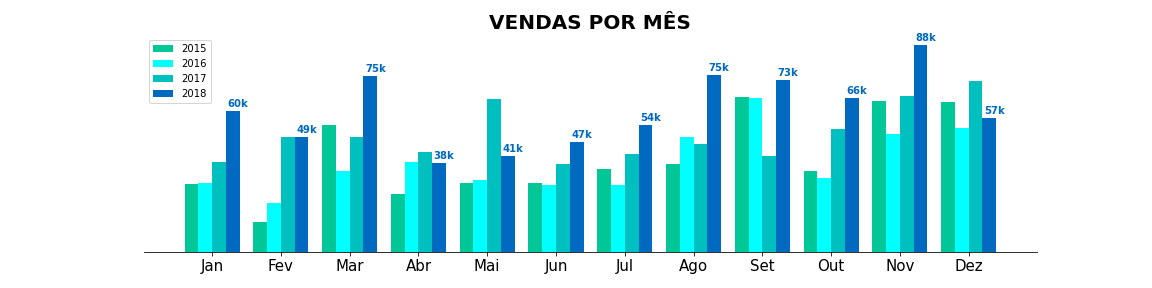 VENDAS POR MÊS
2015
2016
2017
2018
60k
49k
75k
38k
41k
47k
54k
75k
73k
66k
88k
57k
Jan Fev Mar Abr Mai Jun Jul Ago Set Out Nov Dez